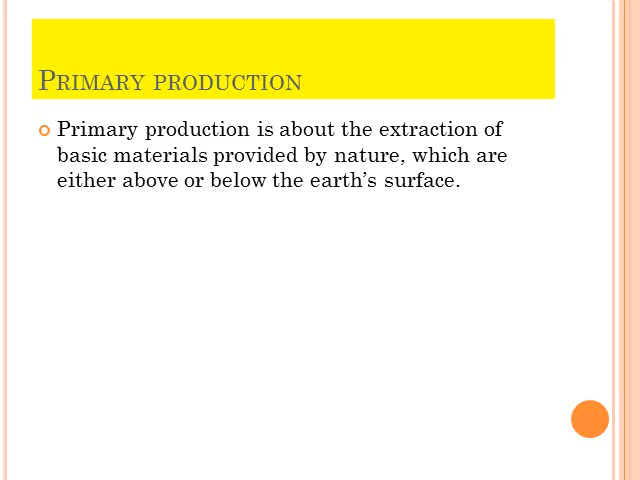 Primary production
Primary production is about the extraction of
basic materials provided by nature, which are
either above or below the earth’s surface.